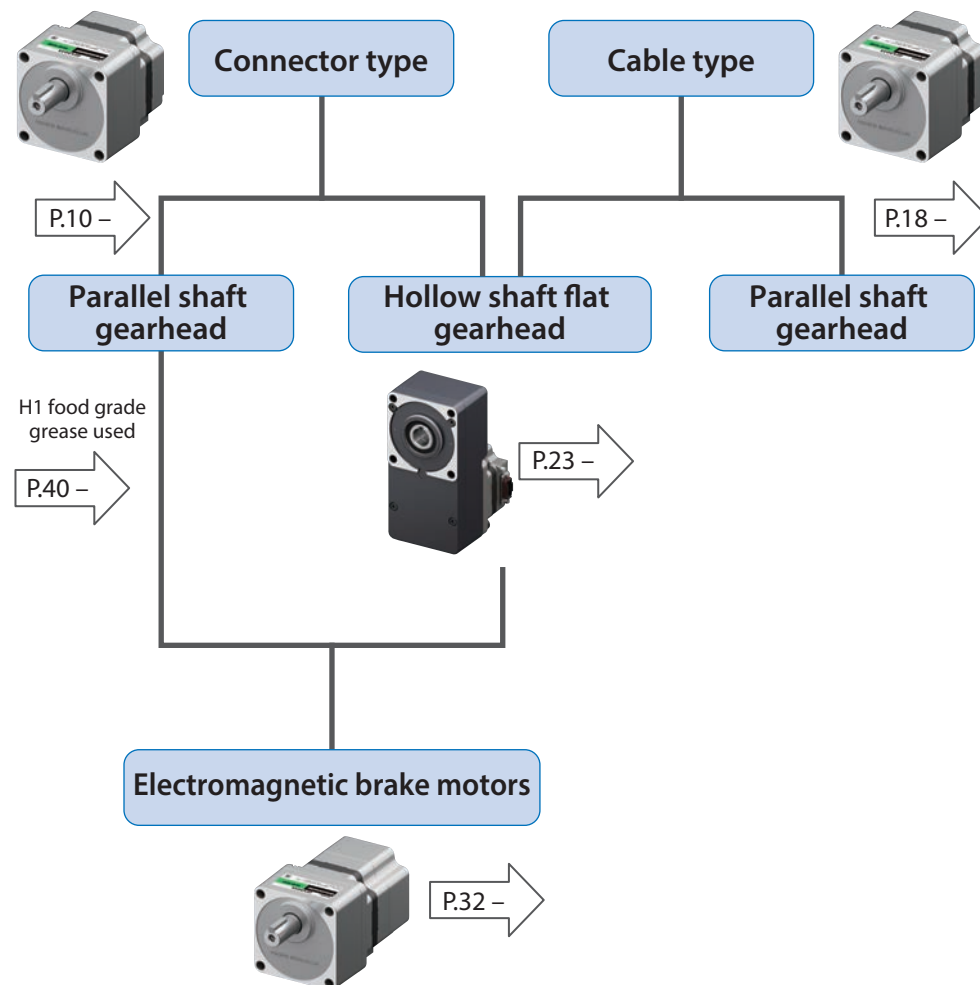 Connector type
Cable type
P.10 –
P.18 –
Parallel shaft
gearhead
Hollow shaft flat
gearhead
Parallel shaft
gearhead
H1 food grade
grease used
P.40 –
P.23 –
Electromagnetic brake motors
P.32 –